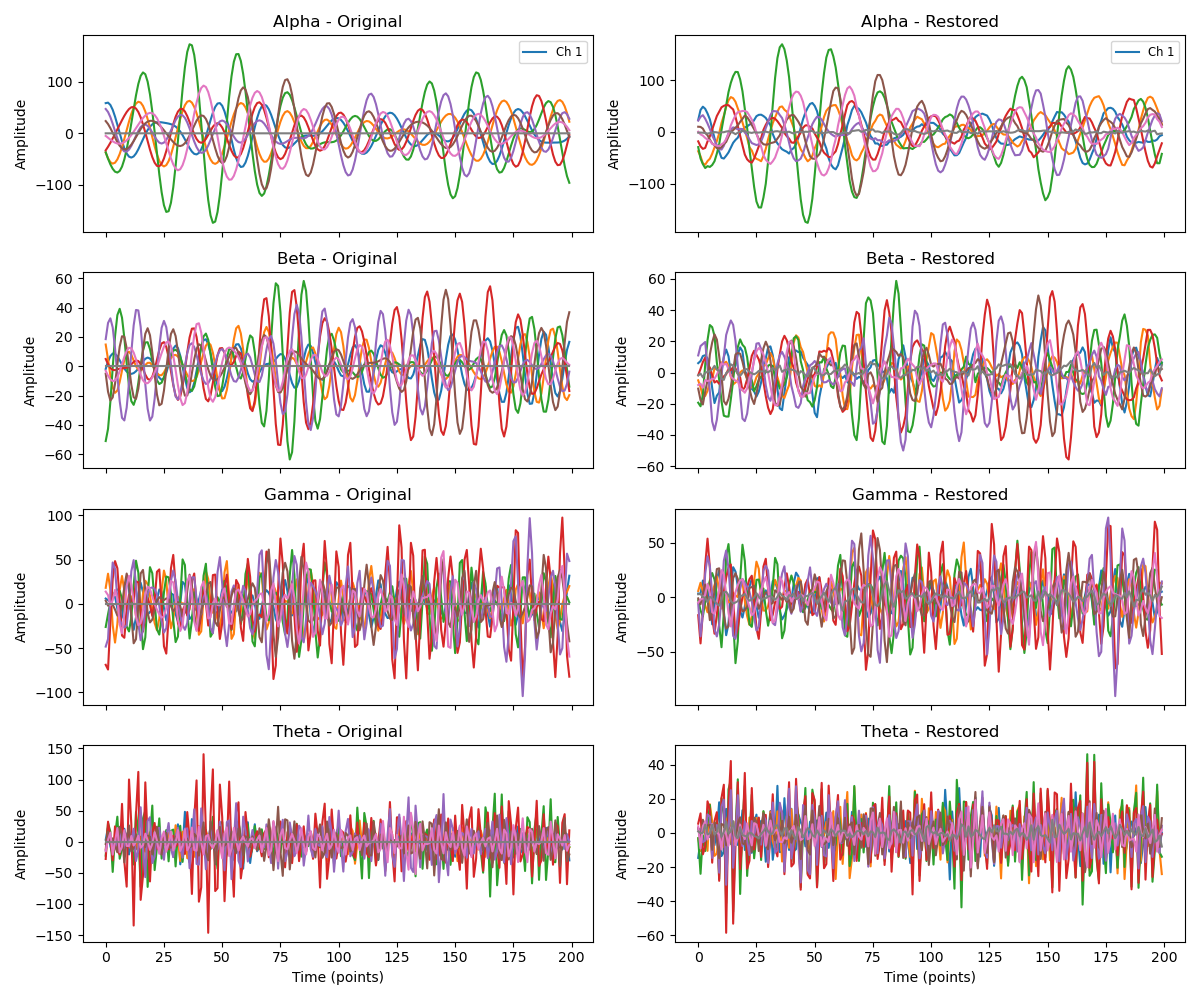 Alpha - Original
Alpha - Restored
Amplitude
100
0
−100
Ch 1
Amplitude
100
0
−100
Ch 1
Beta - Original
Beta - Restored
Amplitude
60
40
20
0
−20
−40
−60
Amplitude
60
40
20
0
−20
−40
−60
Gamma - Original
Gamma - Restored
Amplitude
100
50
0
−50
−100
Amplitude
50
0
−50
Theta - Original
Theta - Restored
Amplitude
150
100
50
0
−50
−100
−150
0 25 50 75 100 125 150 175 200
Time (points)
Amplitude
40
20
0
−20
−40
−60
0 25 50 75 100 125 150 175 200
Time (points)